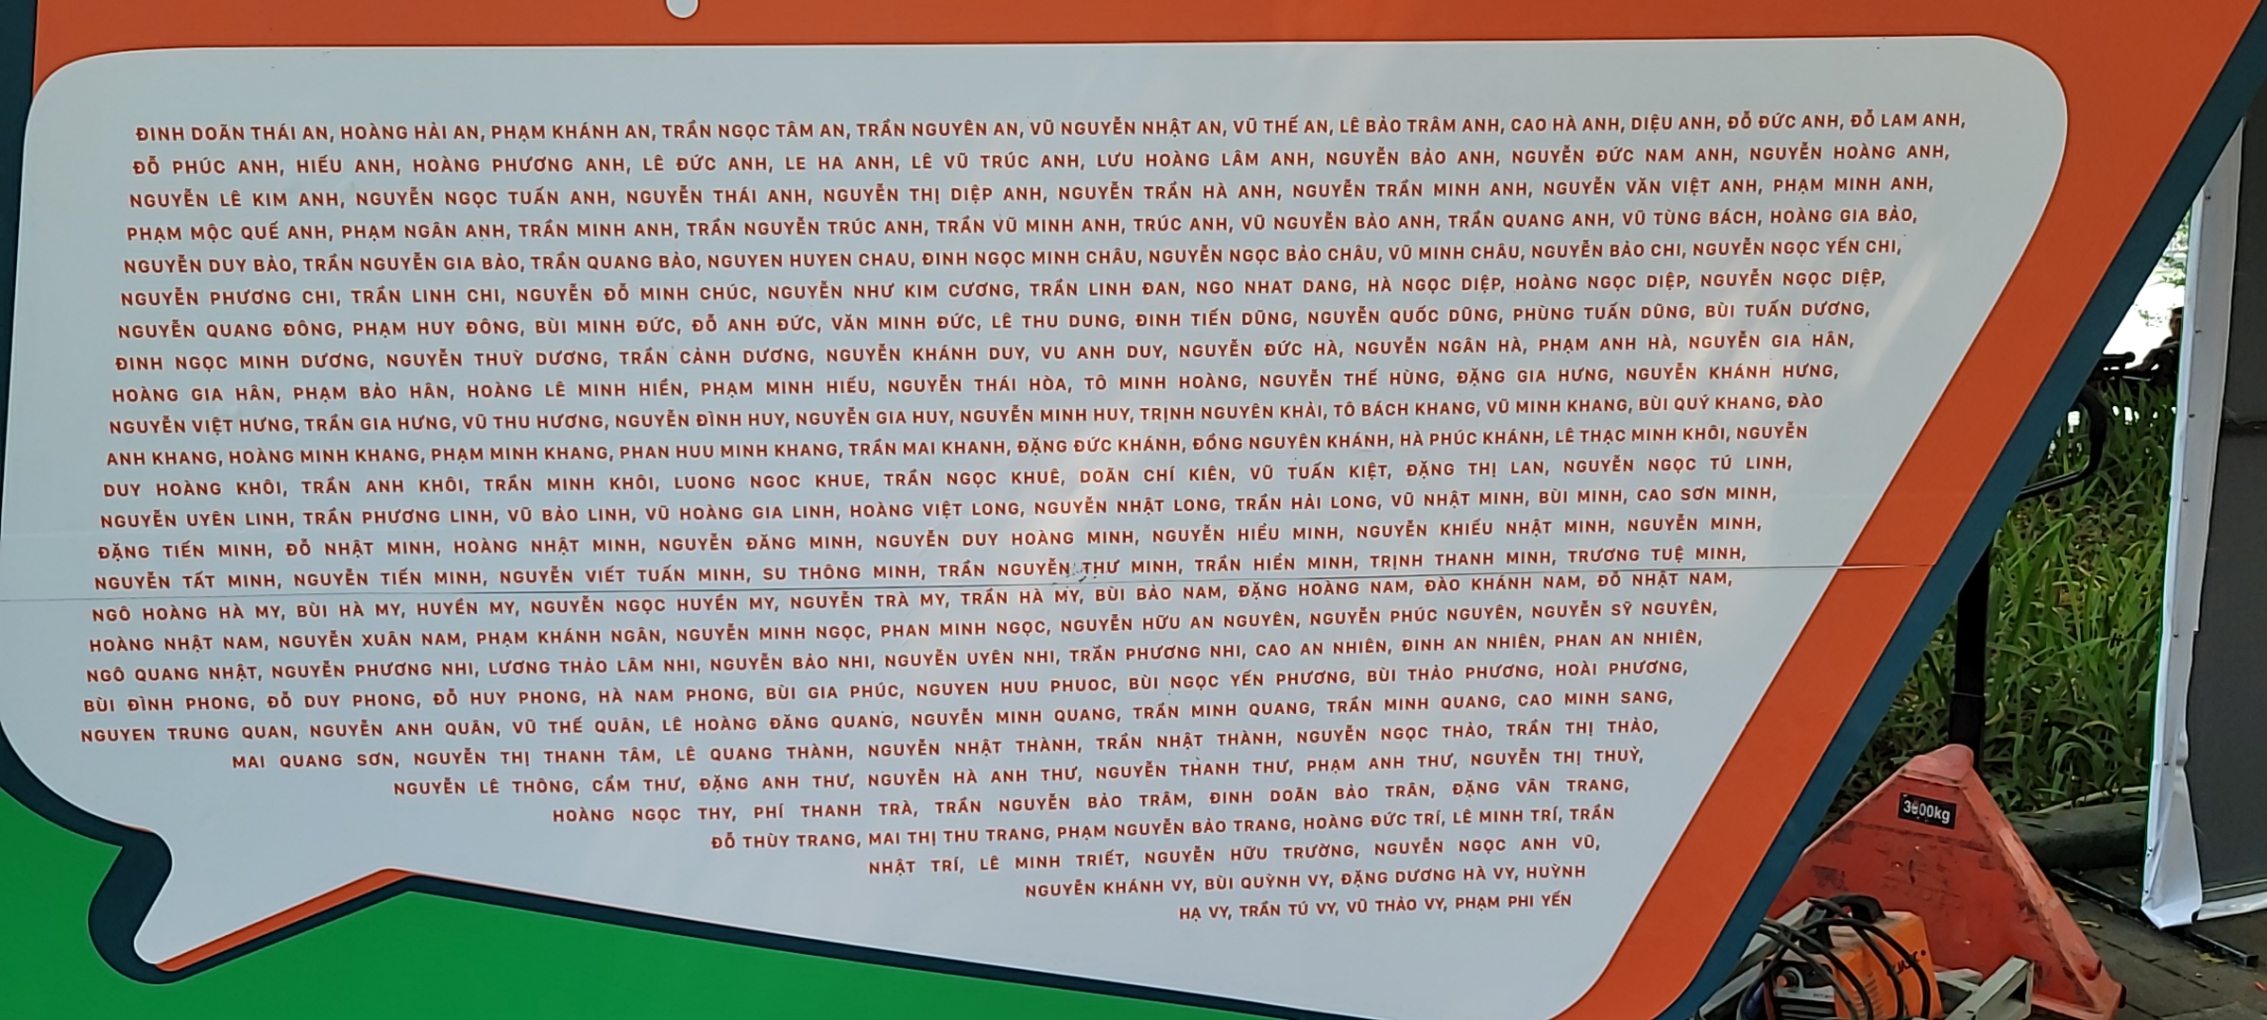 ĐINH DOÃN THÁI AN, HOÀNG HẢI AN, PHẠM KHÁNH AN, TRẦN NGỌC TÂM AN, TRẦN NGUYÊN AN, VŨ NGUYỄN NHẬT AN, VŨ THẾ AN, LÊ BẢO TRÂM ANH, CAO HÀ ANH, DIỆU ANH, ĐỖ ĐỨC ANH, ĐỖ LAM ANH,
ĐỖ PHÚC ANH, HIẾU ANH, HOÀNG PHƯƠNG ANH, LÊ ĐỨC ANH, LE HA ANH, LÊ VŨ TRÚC ANH, LƯU HOÀNG LÂM ANH, NGUYỄN BẢO ANH, NGUYỄN ĐỨC NAM ANH, NGUYỄN HOÀNG ANH,
NGUYỄN LÊ KIM ANH, NGUYỄN NGỌC TUẤN ANH, NGUYỄN THÁI ANH, NGUYỄN THỊ DIỆP ANH, NGUYỄN TRẦN HÀ ANH, NGUYỄN TRẦN MINH ANH, NGUYỄN VĂN VIỆT ANH, PHẠM MINH ANH,
PHẠM MỘC QUẾ ANH, PHẠM NGÂN ANH, TRẦN MINH ANH, TRẦN NGUYỄN TRÚC ANH, TRẦN VŨ MINH ANH, TRÚC ANH, VŨ NGUYỄN BẢO ANH, TRẦN QUANG ANH, VŨ TÙNG BÁCH, HOÀNG GIA BẢO,
NGUYỄN DUY BẢO, TRẦN NGUYỄN GIA BẢO, TRẦN QUANG BẢO, NGUYEN HUYEN CHAU, ĐINH NGỌC MINH CHÂU, NGUYỄN NGỌC BẢO CHÂU, VŨ MINH CHÂU, NGUYỄN BẢO CHI, NGUYỄN NGỌC YẾN CHI,
NGUYỄN PHƯƠNG CHI, TRẦN LINH CHI, NGUYỄN ĐỖ MINH CHÚC, NGUYỄN NHƯ KIM CƯƠNG, TRẦN LINH ĐAN, NGO NHAT DANG, HÀ NGỌC DIỆP, HOÀNG NGỌC DIỆP, NGUYỄN NGỌC DIỆP,
NGUYỄN QUANG ĐÔNG, PHẠM HUY ĐÔNG, BÙI MINH ĐỨC, ĐỖ ANH ĐỨC, VĂN MINH ĐỨC, LÊ THU DUNG, ĐINH TIẾN DŨNG, NGUYỄN QUỐC DŨNG, PHÙNG TUẤN DŨNG, BÙI TUẤN DƯƠNG,
ĐINH NGỌC MINH DƯƠNG, NGUYỄN THUỲ DƯƠNG, TRẦN CẢNH DƯƠNG, NGUYỄN KHÁNH DUY, VU ANH DUY, NGUYỄN ĐỨC HÀ, NGUYỄN NGÂN HÀ, PHẠM ANH HÀ, NGUYỄN GIA HÂN,
HOÀNG GIA HÂN, PHẠM BẢO HÂN, HOÀNG LÊ MINH HIỀN, PHẠM MINH HIẾU, NGUYỄN THÁI HÒA, TÔ MINH HOÀNG, NGUYỄN THẾ HÙNG, ĐẶNG GIA HƯNG, NGUYỄN KHÁNH HƯNG,
NGUYỄN VIỆT HƯNG, TRẦN GIA HƯNG, VŨ THU HƯƠNG, NGUYỄN ĐÌNH HUY, NGUYỄN GIA HUY, NGUYỄN MINH HUY, TRỊNH NGUYÊN KHẢI, TÔ BÁCH KHANG, VŨ MINH KHANG, BÙI QUÝ KHANG, ĐÀO
ANH KHANG, HOÀNG MINH KHANG, PHẠM MINH KHANG, PHAN HUU MINH KHANG, TRẦN MAI KHANH, ĐẶNG ĐỨC KHÁNH, ĐỒNG NGUYÊN KHÁNH, HÀ PHÚC KHÁNH, LÊ THẠC MINH KHÔI, NGUYỄN
DUY HOÀNG KHÔI, TRẦN ANH KHÔI, TRẦN MINH KHÔI, LUONG NGOC KHUE, TRẦN NGỌC KHUÊ, DOÃN CHÍ KIÊN, VŨ TUẤN KIỆT, ĐẶNG THỊ LAN, NGUYỄN NGỌC TÚ LINH,
NGUYỄN UYÊN LINH, TRẦN PHƯƠNG LINH, VŨ BẢO LINH, VŨ HOÀNG GIA LINH, HOÀNG VIỆT LONG, NGUYỄN NHẬT LONG, TRẦN HẢI LONG, VŨ NHẬT MINH, BÙI MINH, CAO SƠN MINH,
ĐẶNG TIẾN MINH, ĐỖ NHẬT MINH, HOÀNG NHẬT MINH, NGUYỄN ĐĂNG MINH, NGUYỄN DUY HOÀNG MINH, NGUYỄN HIỂU MINH, NGUYỄN KHIẾU NHẬT MINH, NGUYỄN MINH,
NGUYỄN TẤT MINH, NGUYỄN TIẾN MINH, NGUYỄN VIẾT TUẤN MINH, SU THÔNG MINH, TRẦN NGUYỄN THƯ MINH, TRẦN HIỂN MINH, TRỊNH THANH MINH, TRƯƠNG TUỆ MINH,
NGÔ HOÀNG HÀ MY, BÙI HÀ MY, HUYỀN MY, NGUYỄN NGỌC HUYỀN MY, NGUYỄN TRÀ MY, TRẦN HÀ MY, BÙI BẢO NAM, ĐẶNG HOÀNG NAM, ĐÀO KHÁNH NAM, ĐỖ NHẬT NAM,
HOÀNG NHẬT NAM, NGUYỄN XUÂN NAM, PHẠM KHÁNH NGÂN, NGUYỄN MINH NGỌC, PHAN MINH NGỌC, NGUYỄN HỮU AN NGUYÊN, NGUYỄN PHÚC NGUYÊN, NGUYỄN SỸ NGUYÊN,
NGÔ QUANG NHẬT, NGUYỄN PHƯƠNG NHI, LƯƠNG THẢO LÂM NHI, NGUYỄN BẢO NHI, NGUYỄN UYÊN NHI, TRẦN PHƯƠNG NHI, CAO AN NHIÊN, ĐINH AN NHIÊN, PHAN AN NHIÊN,
BÙI ĐÌNH PHONG, ĐỖ DUY PHONG, ĐỖ HUY PHONG, HÀ NAM PHONG, BÙI GIA PHÚC, NGUYEN HUU PHUOC, BÙI NGỌC YẾN PHƯƠNG, BÙI THẢO PHƯƠNG, HOÀI PHƯƠNG,
NGUYEN TRUNG QUAN, NGUYỄN ANH QUÂN, VŨ THẾ QUÂN, LÊ HOÀNG ĐĂNG QUANG, NGUYỄN MINH QUANG, TRẦN MINH QUANG, TRẦN MINH QUANG, CAO MINH SANG,
MAI QUANG SƠN, NGUYỄN THỊ THANH TÂM, LÊ QUANG THÀNH, NGUYỄN NHẬT THÀNH, TRẦN NHẬT THÀNH, NGUYỄN NGỌC THẢO, TRẦN THỊ THẢO,
NGUYỄN LÊ THÔNG, CẨM THƯ, ĐẶNG ANH THƯ, NGUYỄN HÀ ANH THƯ, NGUYỄN THANH THƯ, PHẠM ANH THƯ, NGUYỄN THỊ THUỲ,
HOÀNG NGỌC THY, PHÍ THANH TRÀ, TRẦN NGUYỄN BẢO TRÂM, ĐINH DOÃN BẢO TRÂN, ĐẶNG VÂN TRANG,
ĐỖ THÙY TRANG, MAI THỊ THU TRANG, PHẠM NGUYỄN BẢO TRANG, HOÀNG ĐỨC TRÍ, LÊ MINH TRÍ, TRẦN
NHẬT TRÍ, LÊ MINH TRIẾT, NGUYỄN HỮU TRƯỜNG, NGUYỄN NGỌC ANH VŨ,
NGUYỄN KHÁNH VY, BÙI QUỲNH VY, ĐẶNG DƯƠNG HÀ VY, HUỲNH
HẠ VY, TRẦN TÚ VY, VŨ THẢO VY, PHẠM PHI YẾN
3000kg